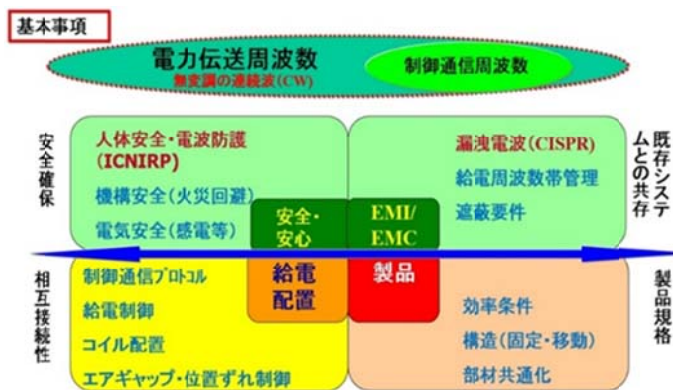 基本事項
電力伝送周波数
無変調の連続波(CW)
制御通信周波数
安全確保
人体安全・電波防護
(ICNIRP)
機構安全(火災回避)
電気安全(感電等)
漏洩電波(CISPR)
給電周波数帯管理
遮蔽要件
既存システ
ムとの共存
安全・
安心
EMI/
EMC
給電
配置
製品
相互接続性
制御通信ﾌﾟﾛﾄｺﾙ
給電制御
コイル配置
エアギャップ・位置ずれ制御
効率条件
構造(固定・移動)
部材共通化
製品規格